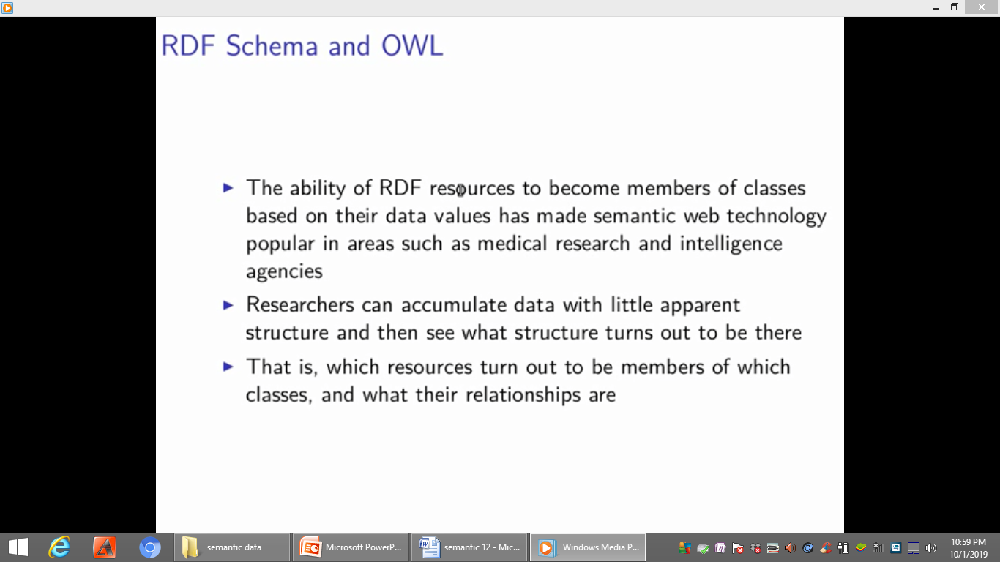 RDF Schema and OWL
The ability of RDF resources to become members of classes
based on their data values has made semantic web technology
popular in areas such as medical research and intelligence
agencies
Researchers can accumulate data with little apparent
structure and then see what structure turns out to be there
That is, which resources turn out to be members of which
classes, and what their relationships are
semantic data
Microsoft PowerP...
semantic 12 - Mic...
Windows Media P...
10:59 PM
10/1/2019